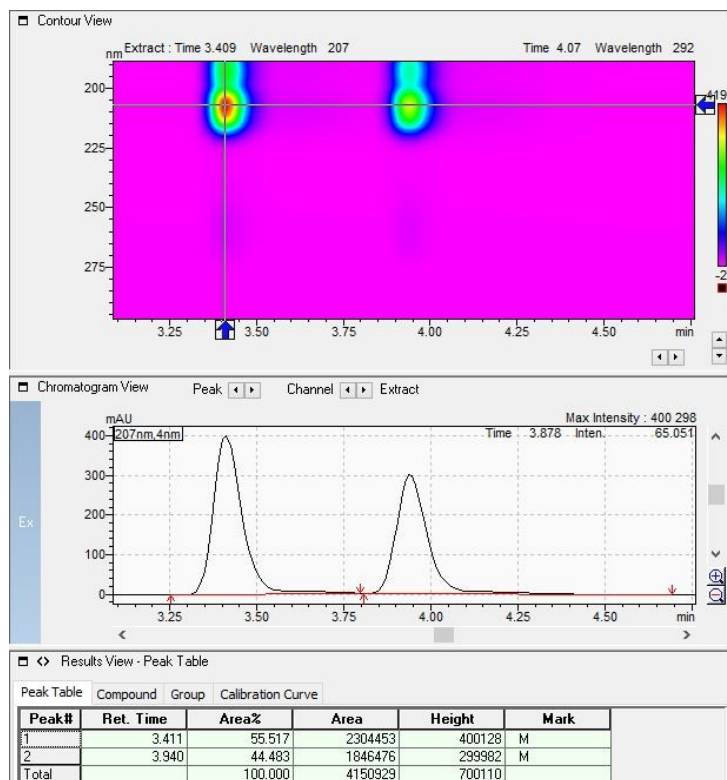 Contour View
nm Extract : Time 3.409 Wavelength 207 Time 4.07 Wavelength 292
419
200
225
250
275
-2
3.25 3.50 3.75 4.00 4.25 4.50 min
Chromatogram View Peak Channel Extract
mAU Max Intensity : 400 298
207nm,4nm Time 3.878 Inten. 65.051
400
300
200
100
0
Ex
3.25 3.50 3.75 4.00 4.25 4.50 min
Results View - Peak Table
Peak Table Compound Group Calibration Curve
Peak# Ret. Time Area% Area Height Mark
1 3.411 55.517 2304453 400128 M
2 3.940 44.483 1846476 299982 M
Total 100.000 4150929 700110